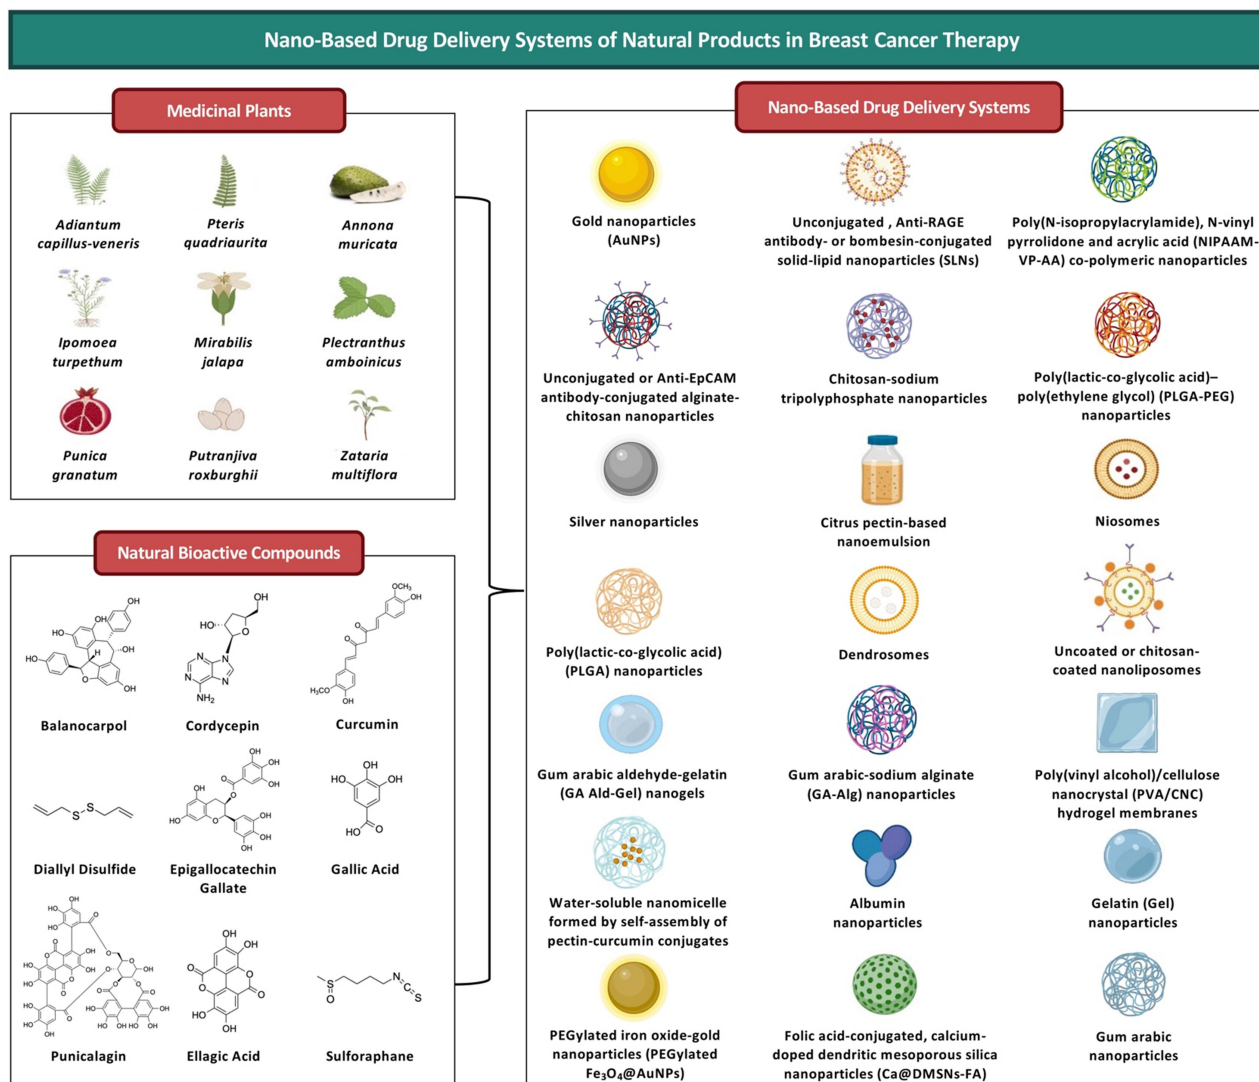 Nano-Based Drug Delivery Systems of Natural Products in Breast Cancer Therapy
Medicinal Plants
Adiantum
capillus-veneris
Pteris
quadriaurita
Annona
muricata
Ipomoea
turpethum
Mirabilis
jalapa
Plectranthus
amboinicus
Punica
granatum
Putranjiva
roxburghii
Zataria
multiflora
Natural Bioactive Compounds
Balanocarpol
Cordycepin
Curcumin
Diallyl Disulfide
Epigallocatechin
Gallate
Gallic Acid
Punicalagin
Ellagic Acid
Sulforaphane
Nano-Based Drug Delivery Systems
Gold nanoparticles
(AuNPs)
Unconjugated , Anti-RAGE
antibody- or bombesin-conjugated
solid-lipid nanoparticles (SLNs)
Poly(N-isopropylacrylamide), N-vinyl
pyrrolidone and acrylic acid (NIPAAM-
VP-AA) co-polymeric nanoparticles
Unconjugated or Anti-EpCAM
antibody-conjugated alginate-
chitosan nanoparticles
Chitosan-sodium
tripolyphosphate nanoparticles
Poly(lactic-co-glycolic acid)–
poly(ethylene glycol) (PLGA-PEG)
nanoparticles
Silver nanoparticles
Citrus pectin-based
nanoemulsion
Niosomes
Poly(lactic-co-glycolic acid)
(PLGA) nanoparticles
Dendrosomes
Uncoated or chitosan-
coated nanoliposomes
Gum arabic aldehyde-gelatin
(GA Ald-Gel) nanogels
Gum arabic-sodium alginate
(GA-Alg) nanoparticles
Poly(vinyl alcohol)/cellulose
nanocrystal (PVA/CNC)
hydrogel membranes
Water-soluble nanomicelle
formed by self-assembly of
pectin-curcumin conjugates
Albumin
nanoparticles
Gelatin (Gel)
nanoparticles
PEGylated iron oxide-gold
nanoparticles (PEGylated
Fe₃O₄@AuNPs)
Folic acid-conjugated, calcium-
doped dendritic mesoporous silica
nanoparticles (Ca@DMSNs-FA)
Gum arabic
nanoparticles